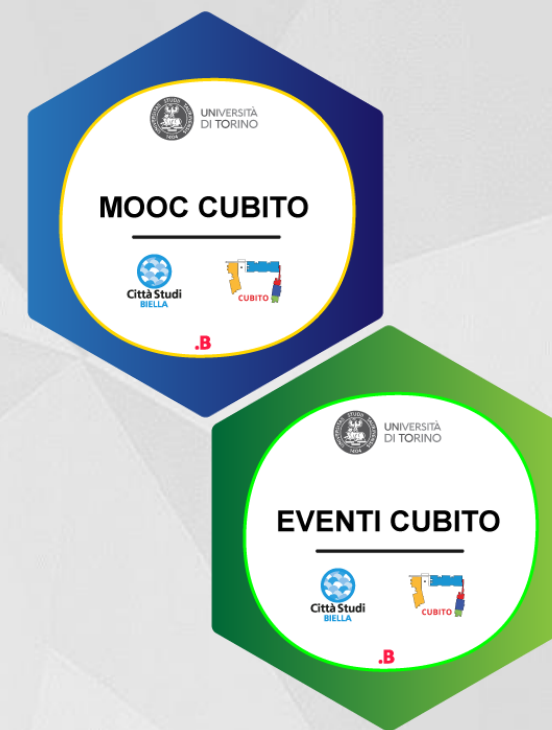 UNIVERSITÀ
DI TORINO
MOOC CUBITO
Città Studi
BIELLA
CUBITO
.B
UNIVERSITÀ
DI TORINO
EVENTI CUBITO
Città Studi
BIELLA
CUBITO
.B